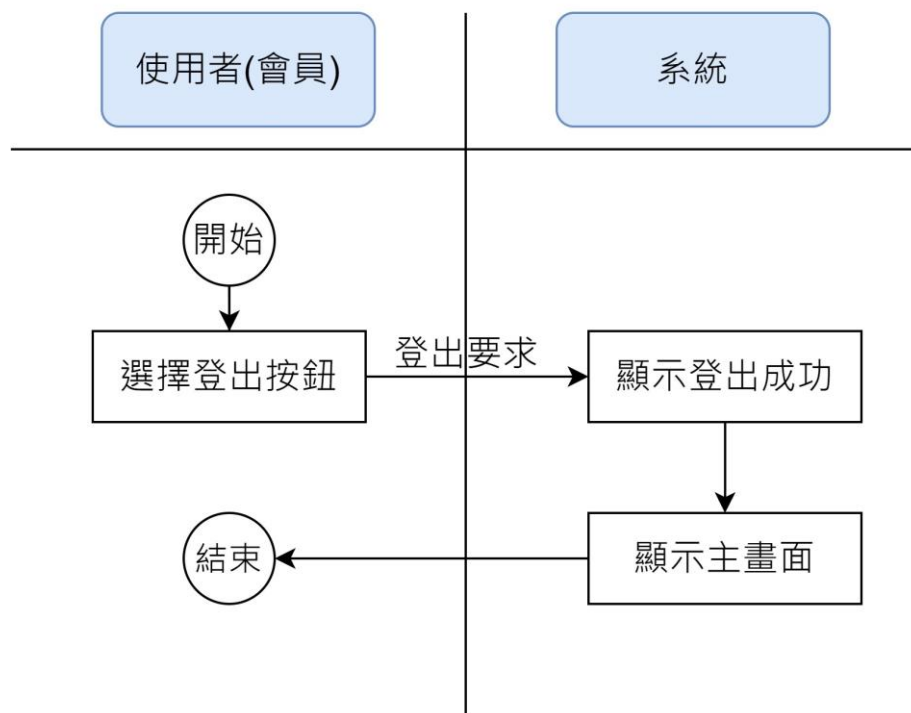 使用者(會員)
系統
開始
選擇登出按鈕
登出要求
顯示登出成功
顯示主畫面
結束